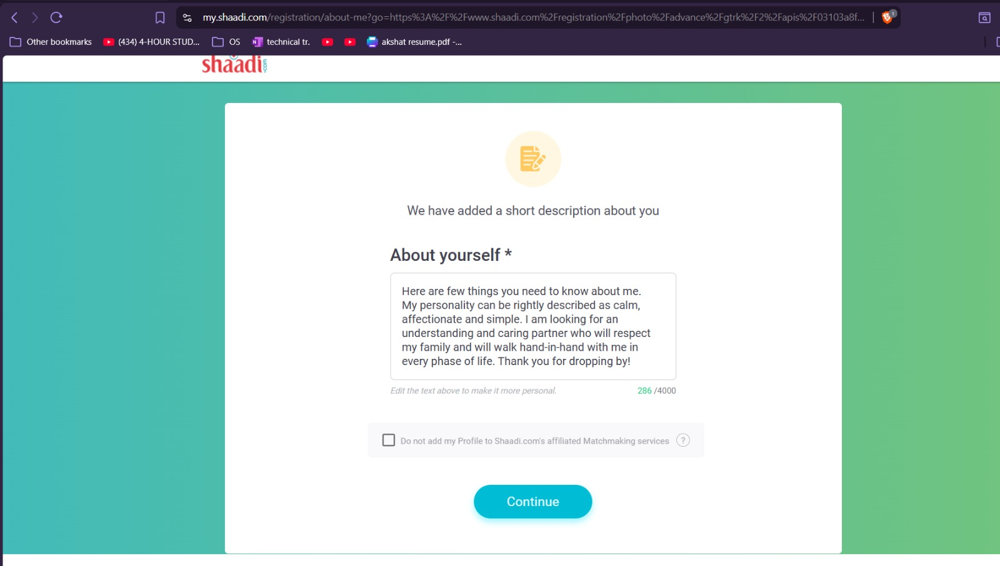 my.shaadi.com/registration/about-me?go=https%3A%2F%2Fwww.shaadi.com%2Fregistration%2Fphoto%2Fadvance%2Fgtrk%2F2%2Fapis%2F03103a8f...
1
Other bookmarks
(434) 4-HOUR STUD...
OS
technical tr.
akshat resume.pdf -...
shaadi.com
We have added a short description about you
About yourself *
Here are few things you need to know about me.
My personality can be rightly described as calm,
affectionate and simple. I am looking for an
understanding and caring partner who will respect
my family and will walk hand-in-hand with me in
every phase of life. Thank you for dropping by!
Edit the text above to make it more personal.
286 /4000
Do not add my Profile to Shaadi.com's affiliated Matchmaking services ?
Continue